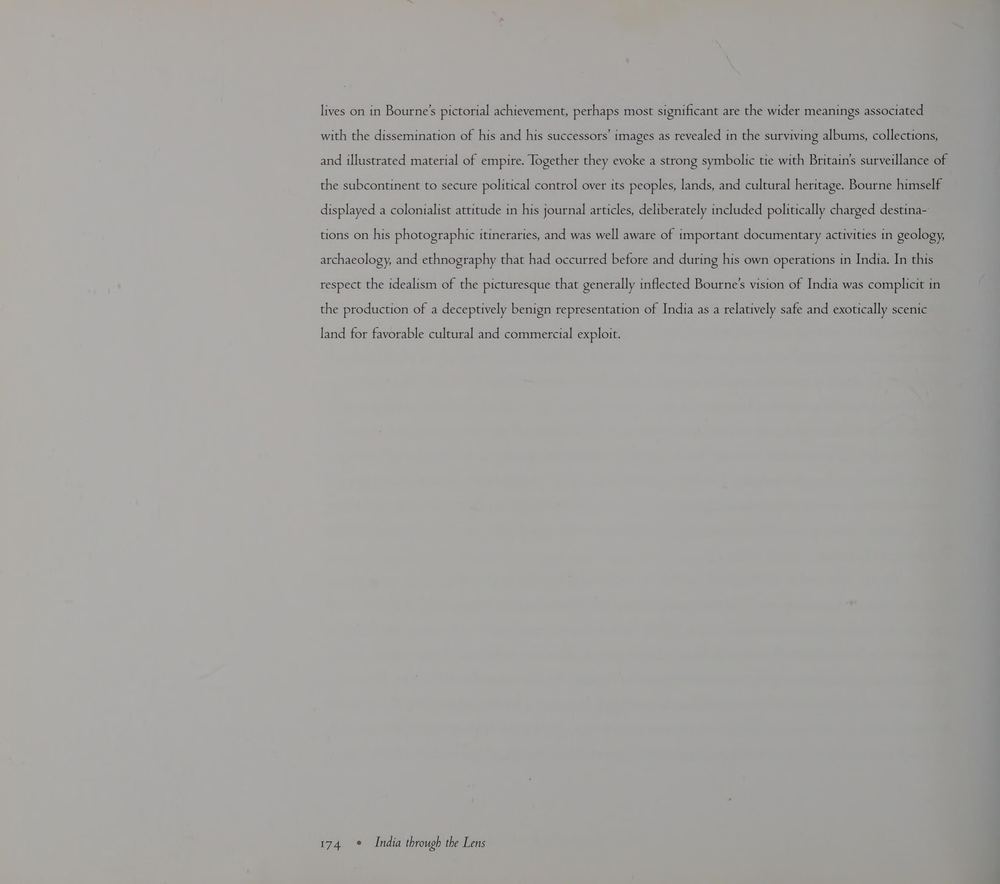 lives on in Bourne's pictorial achievement, perhaps most significant are the wider meanings associated
with the dissemination of his and his successors' images as revealed in the surviving albums, collections,
and illustrated material of empire. Together they evoke a strong symbolic tie with Britain's surveillance of
the subcontinent to secure political control over its peoples, lands, and cultural heritage. Bourne himself
displayed a colonialist attitude in his journal articles, deliberately included politically charged destina-
tions on his photographic itineraries, and was well aware of important documentary activities in geology,
archaeology, and ethnography that had occurred before and during his own operations in India. In this
respect the idealism of the picturesque that generally inflected Bourne's vision of India was complicit in
the production of a deceptively benign representation of India as a relatively safe and exotically scenic
land for favorable cultural and commercial exploit.
174 • India through the Lens